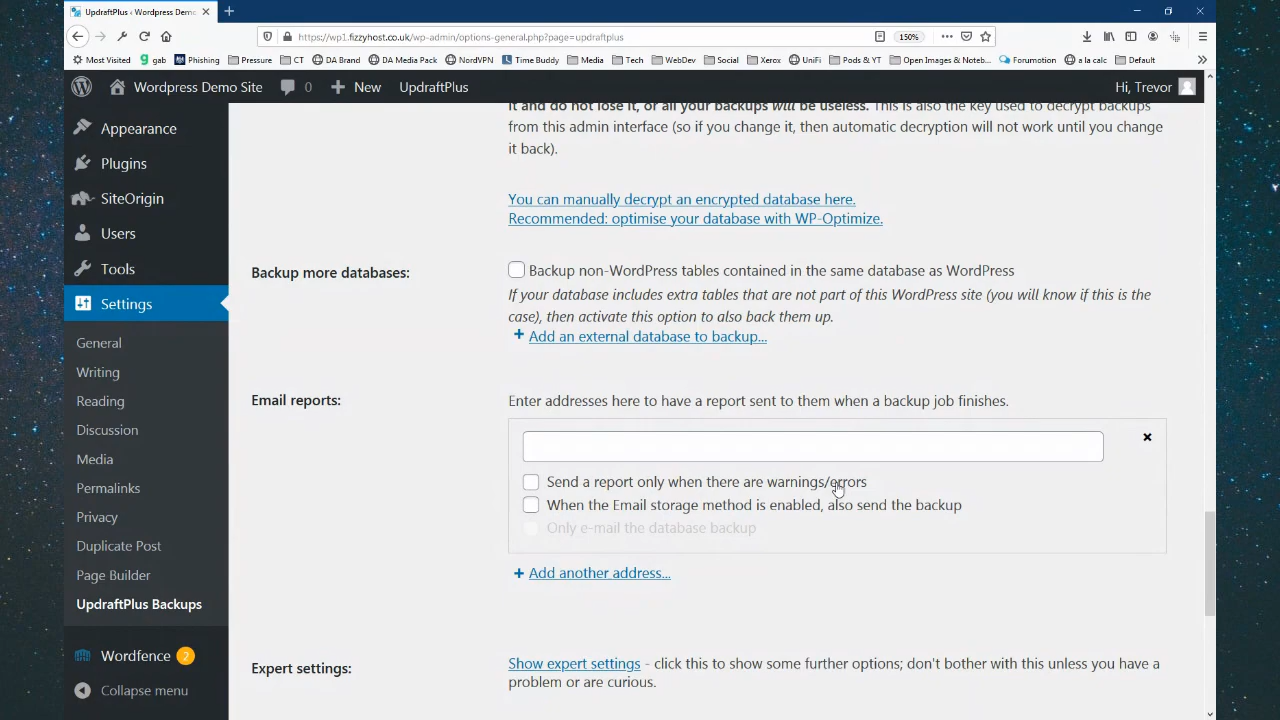 UpdraftPlus ‹ Wordpress Demo
https://wp1.fizzyhost.co.uk/wp-admin/options-general.php?page=updraftplus
150%
Most Visited
gab
Phishing
Pressure
CT
DA Brand
DA Media Pack
NordVPN
Time Buddy
Media
Tech
WebDev
Social
Xerox
UniFi
Pods & YT
Open Images & Noteb...
Forumotion
a la calc
Default
Wordpress Demo Site
0
New
UpdraftPlus
Hi, Trevor
Appearance
Plugins
SiteOrigin
Users
Tools
Settings
General
Writing
Reading
Discussion
Media
Permalinks
Privacy
Duplicate Post
Page Builder
UpdraftPlus Backups
Wordfence 2
Collapse menu
it and do not lose it, or all your backups will be useless. This is also the key used to decrypt backups
from this admin interface (so if you change it, then automatic decryption will not work until you change
it back).
You can manually decrypt an encrypted database here.
Recommended: optimise your database with WP-Optimize.
Backup more databases:
Backup non-WordPress tables contained in the same database as WordPress
If your database includes extra tables that are not part of this WordPress site (you will know if this is the
case), then activate this option to also back them up.
+ Add an external database to backup...
Email reports:
Enter addresses here to have a report sent to them when a backup job finishes.
Send a report only when there are warnings/errors
When the Email storage method is enabled, also send the backup
Only e-mail the database backup
+ Add another address...
Expert settings:
Show expert settings - click this to show some further options; don't bother with this unless you have a
problem or are curious.